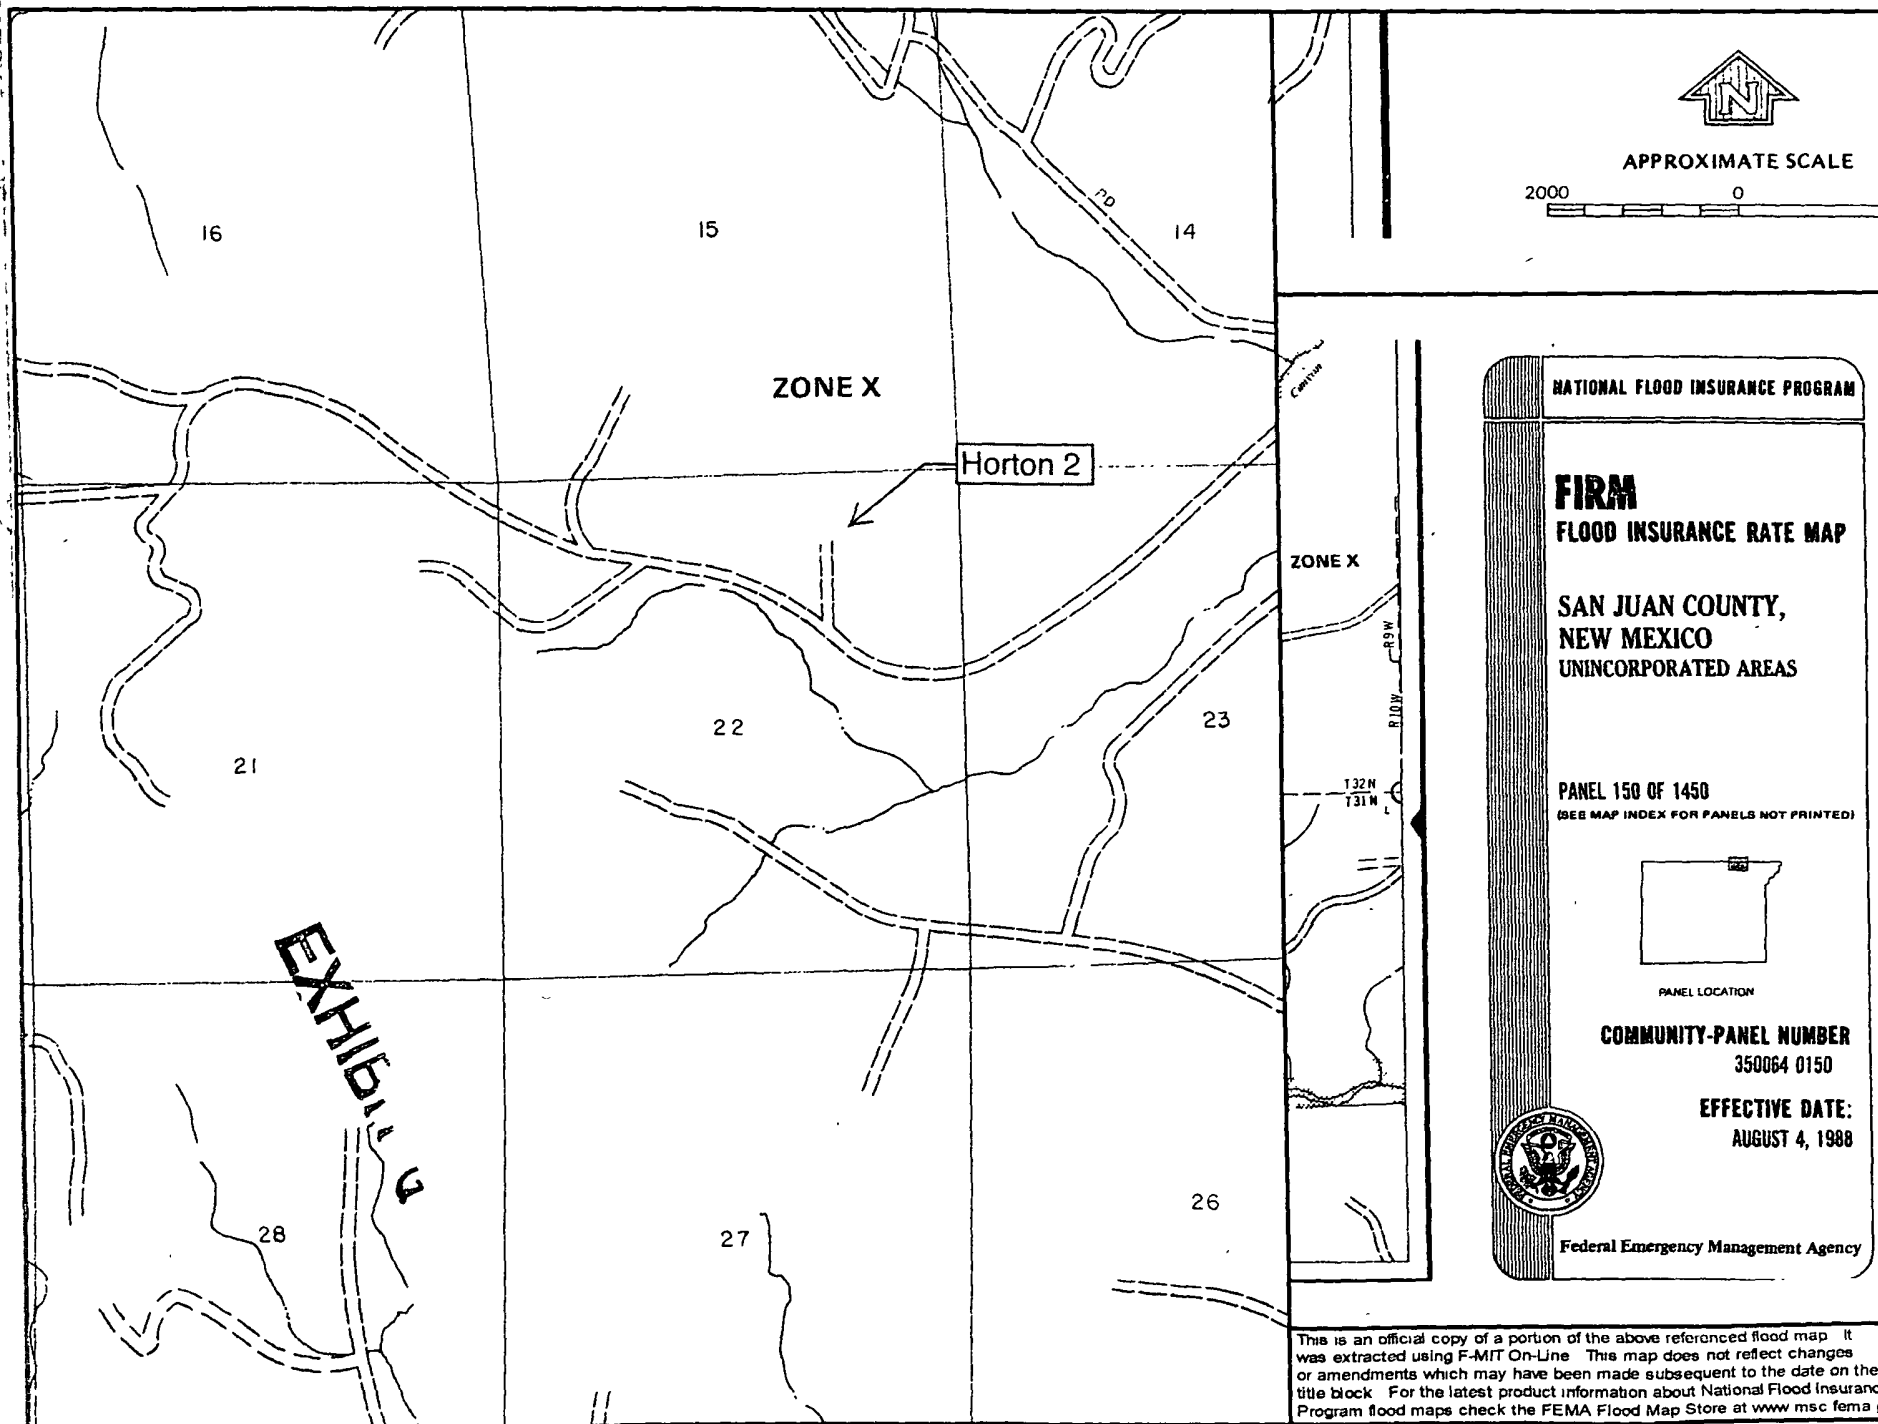 N
APPROXIMATE SCALE
2000 0
16
15
14
RD
ZONE X
Canyon
Horton 2
ZONE X
R9W
R10W
22
23
21
T32N
T31N
28
27
26
NATIONAL FLOOD INSURANCE PROGRAM
FIRM
FLOOD INSURANCE RATE MAP
SAN JUAN COUNTY,
NEW MEXICO
UNINCORPORATED AREAS
PANEL 150 OF 1450
(SEE MAP INDEX FOR PANELS NOT PRINTED)
PANEL LOCATION
COMMUNITY-PANEL NUMBER
350064 0150
EFFECTIVE DATE:
AUGUST 4, 1988
FEDERAL EMERGENCY MANAGEMENT AGENCY
Federal Emergency Management Agency
This is an official copy of a portion of the above referenced flood map It
was extracted using F-MIT On-Line This map does not reflect changes
or amendments which may have been made subsequent to the date on the
title block For the latest product information about National Flood Insuranc
Program flood maps check the FEMA Flood Map Store at www msc fema